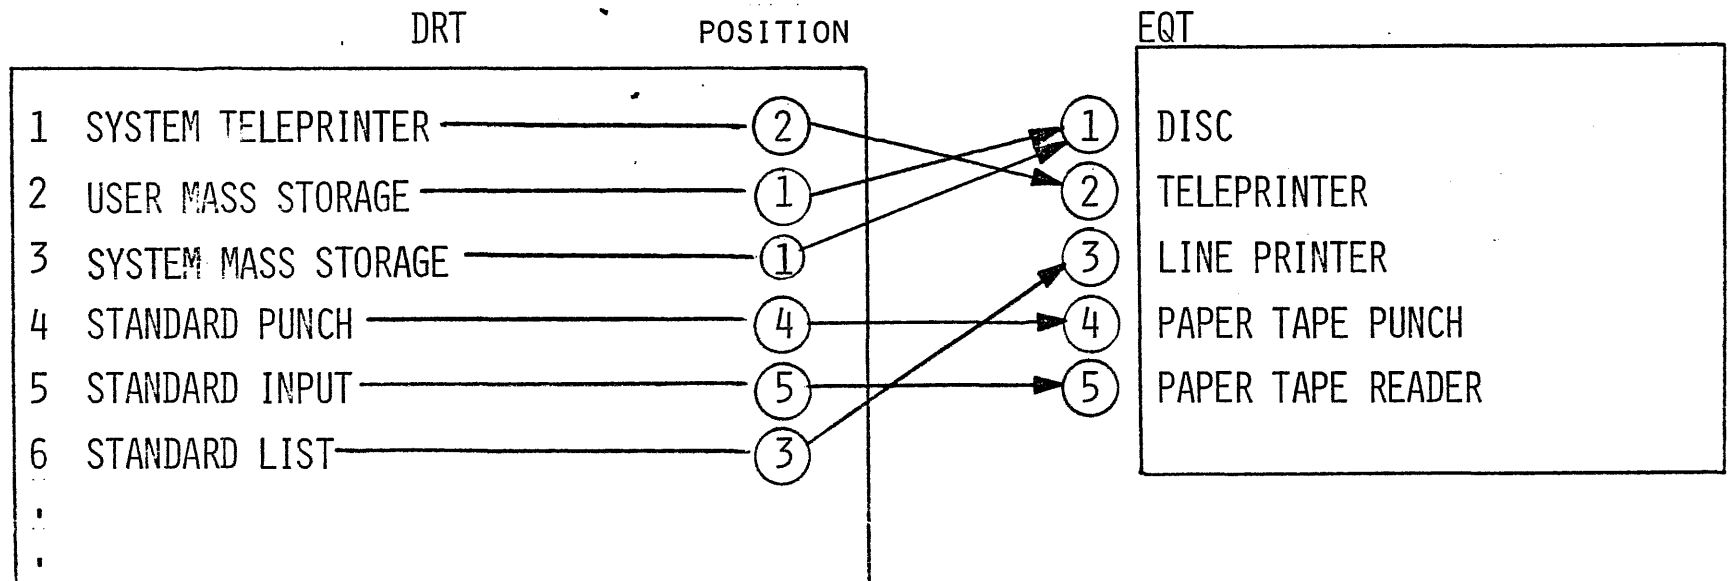 DRT POSITION EQT
1 SYSTEM TELEPRINTER 2 1 DISC
2 USER MASS STORAGE 1 2 TELEPRINTER
3 SYSTEM MASS STORAGE 1 3 LINE PRINTER
4 STANDARD PUNCH 4 4 PAPER TAPE PUNCH
5 STANDARD INPUT 5 5 PAPER TAPE READER
6 STANDARD LIST 3